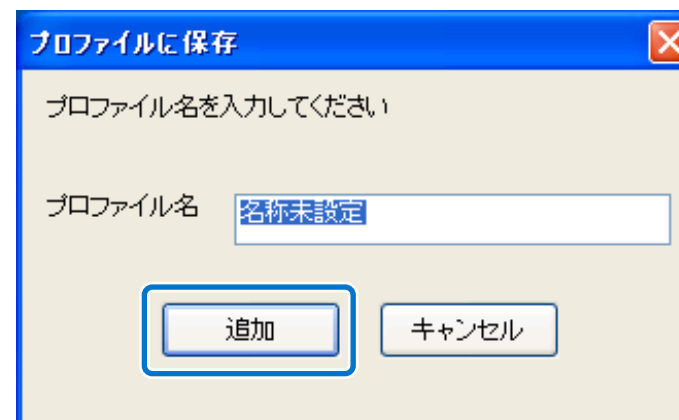 プロファイルに保存
プロファイル名を入力してください
プロファイル名 名称未設定
追加 キャンセル